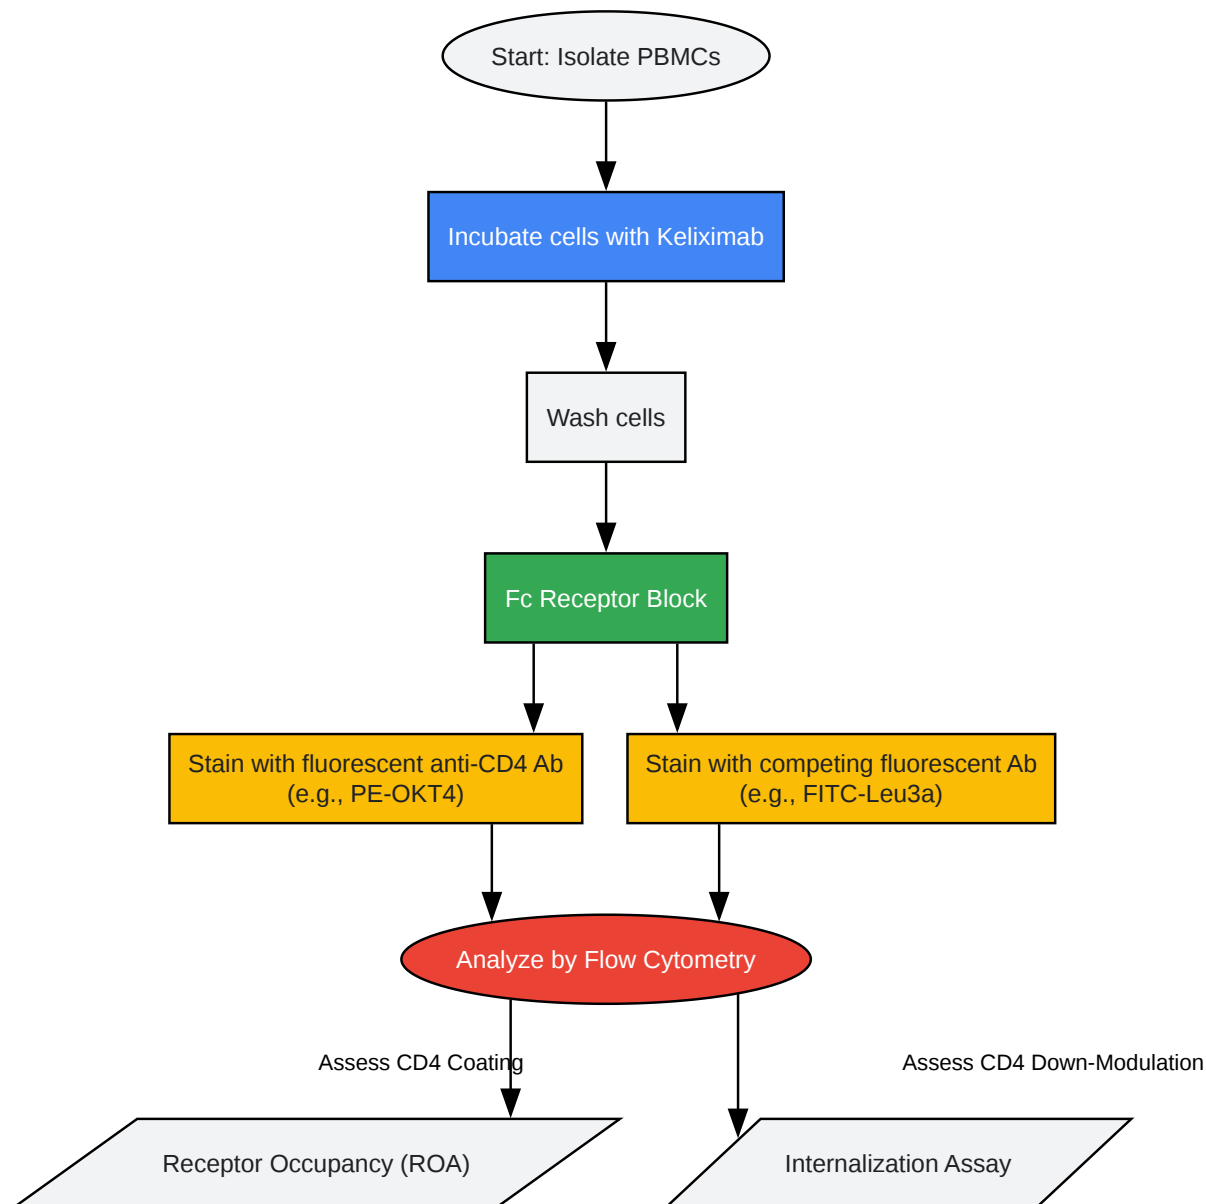 Start: Isolate PBMCs
Incubate cells with Keliximab
Wash cells
Fc Receptor Block
Stain with fluorescent anti-CD4 Ab
(e.g., PE-OKT4)
Stain with competing fluorescent Ab
(e.g., FITC-Leu3a)
Analyze by Flow Cytometry
Assess CD4 Coating
Assess CD4 Down-Modulation
Receptor Occupancy (ROA)
Internalization Assay